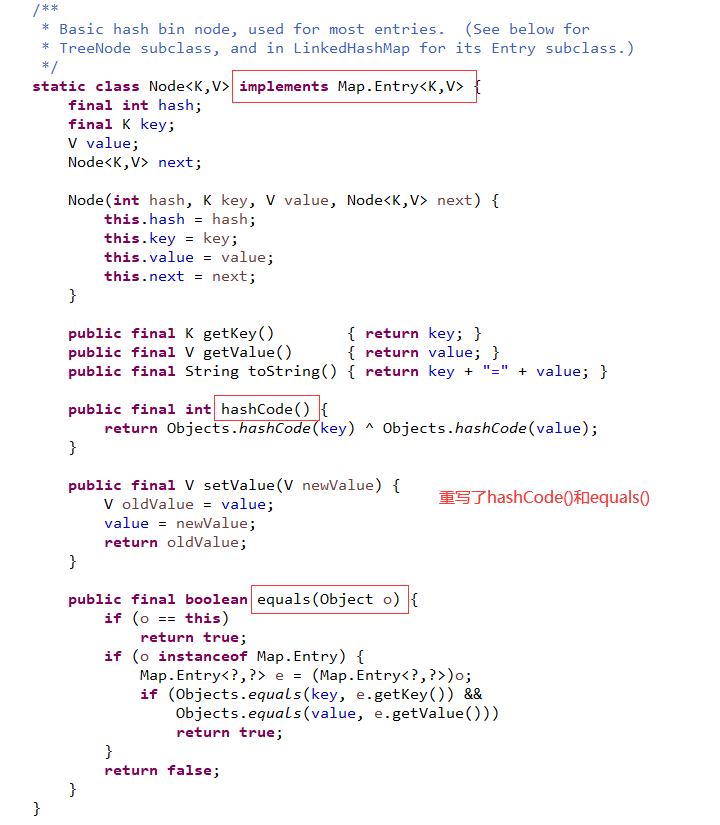 /**
 * Basic hash bin node, used for most entries.  (See below for
 * TreeNode subclass, and in LinkedHashMap for its Entry subclass.)
 */
static class Node<K,V> implements Map.Entry<K,V> {
    final int hash;
    final K key;
    V value;
    Node<K,V> next;

    Node(int hash, K key, V value, Node<K,V> next) {
        this.hash = hash;
        this.key = key;
        this.value = value;
        this.next = next;
    }

    public final K getKey()        { return key; }
    public final V getValue()      { return value; }
    public final String toString() { return key + "=" + value; }

    public final int hashCode() {
        return Objects.hashCode(key) ^ Objects.hashCode(value);
    }

    public final V setValue(V newValue) {
        V oldValue = value;
重写了hashCode()和equals()
        value = newValue;
        return oldValue;
    }

    public final boolean equals(Object o) {
        if (o == this)
            return true;
        if (o instanceof Map.Entry) {
            Map.Entry<?,?> e = (Map.Entry<?,?>)o;
            if (Objects.equals(key, e.getKey()) &&
                Objects.equals(value, e.getValue()))
                return true;
        }
        return false;
    }
}